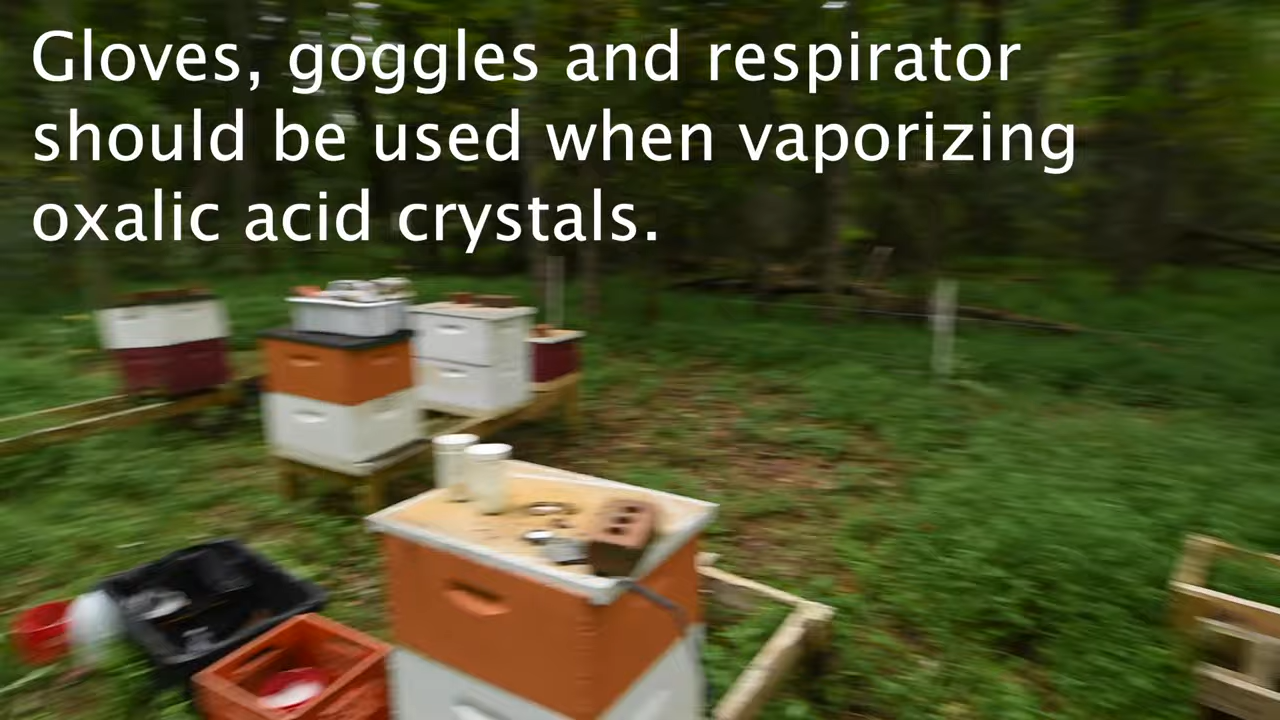 Gloves, goggles and respirator
should be used when vaporizing
oxalic acid crystals.